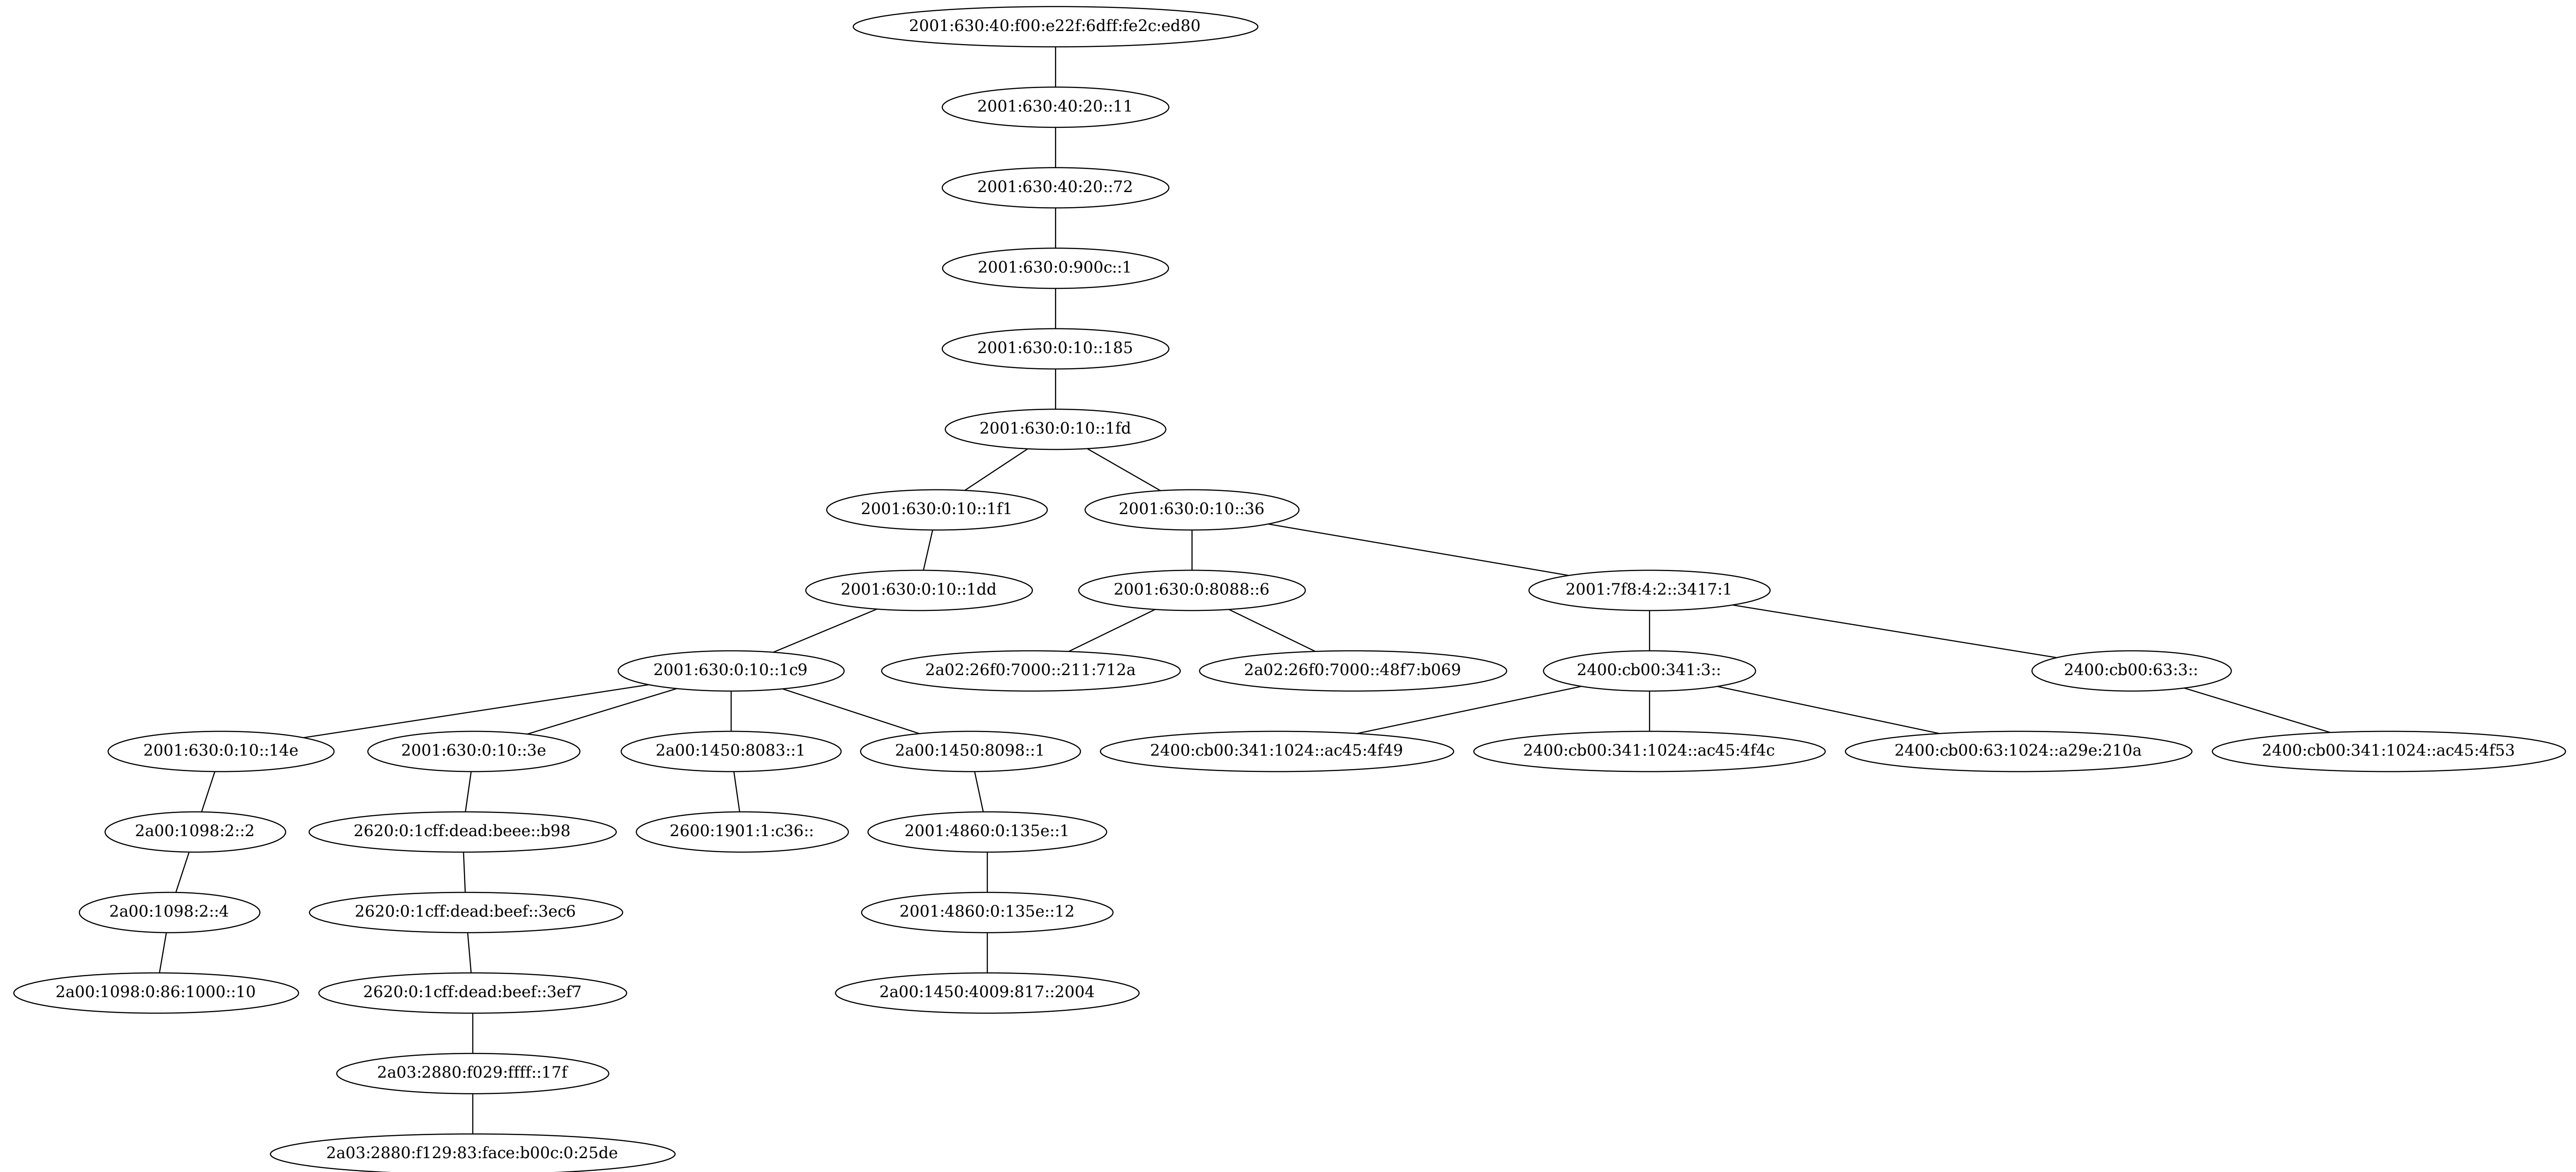 2001:630:40:f00:e22f:6dff:fe2c:ed80
2001:630:40:20::11
2001:630:40:20::72
2001:630:0:900c::1
2001:630:0:10::185
2001:630:0:10::1fd
2001:630:0:10::1f1
2001:630:0:10::36
2001:630:0:10::1dd
2001:630:0:8088::6
2001:7f8:4:2::3417:1
2001:630:0:10::1c9
2a02:26f0:7000::211:712a
2a02:26f0:7000::48f7:b069
2400:cb00:341:3::
2400:cb00:63:3::
2001:630:0:10::14e
2001:630:0:10::3e
2a00:1450:8083::1
2a00:1450:8098::1
2400:cb00:341:1024::ac45:4f49
2400:cb00:341:1024::ac45:4f4c
2400:cb00:63:1024::a29e:210a
2400:cb00:341:1024::ac45:4f53
2a00:1098:2::2
2620:0:1cff:dead:beee::b98
2600:1901:1:c36::
2001:4860:0:135e::1
2a00:1098:2::4
2620:0:1cff:dead:beef::3ec6
2001:4860:0:135e::12
2a00:1098:0:86:1000::10
2620:0:1cff:dead:beef::3ef7
2a00:1450:4009:817::2004
2a03:2880:f029:ffff::17f
2a03:2880:f129:83:face:b00c:0:25de